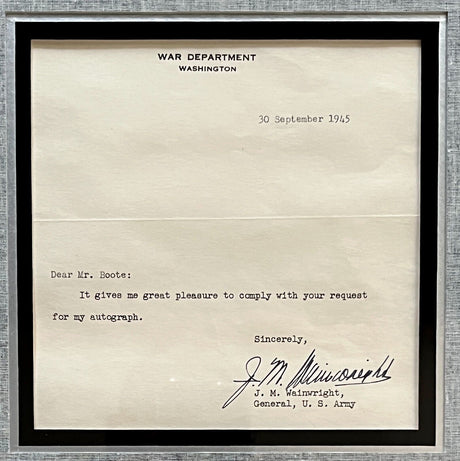 WAR DEPARTMENT
WASHINGTON
30 September 1945
Dear Mr. Boote:
It gives me great pleasure to comply with your request
for my autograph.
Sincerely,
J. M. Wainwright
J. M. Wainwright,
General, U. S. Army